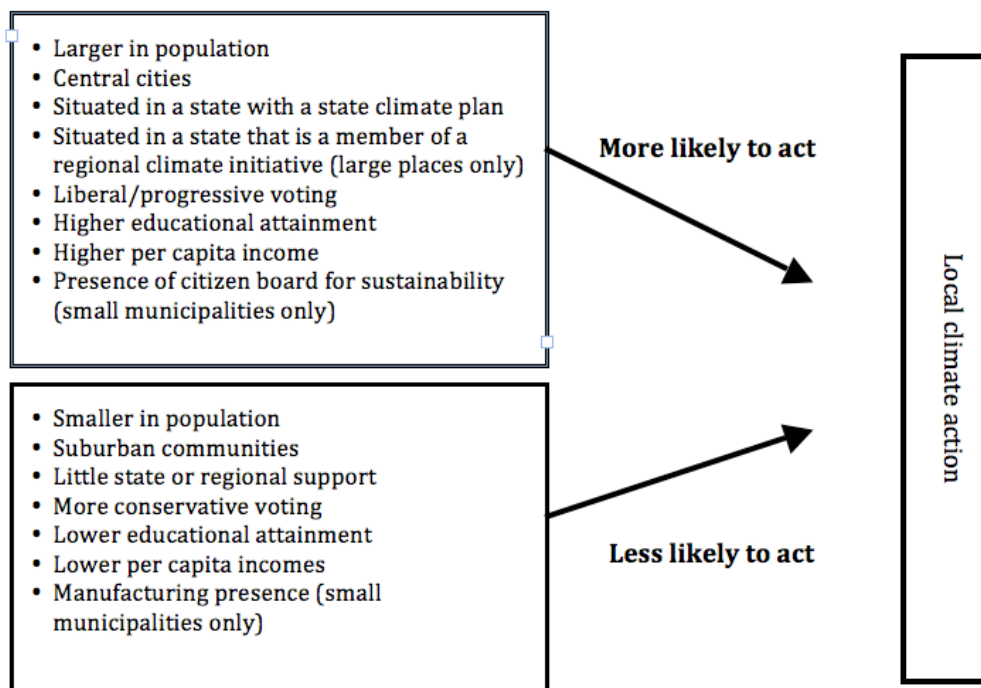 • Larger in population
• Central cities
• Situated in a state with a state climate plan
• Situated in a state that is a member of a
regional climate initiative (large places only)
• Liberal/progressive voting
• Higher educational attainment
• Higher per capita income
• Presence of citizen board for sustainability
(small municipalities only)
More likely to act
• Smaller in population
• Suburban communities
• Little state or regional support
• More conservative voting
• Lower educational attainment
• Lower per capita incomes
• Manufacturing presence (small
municipalities only)
Less likely to act
Local climate action